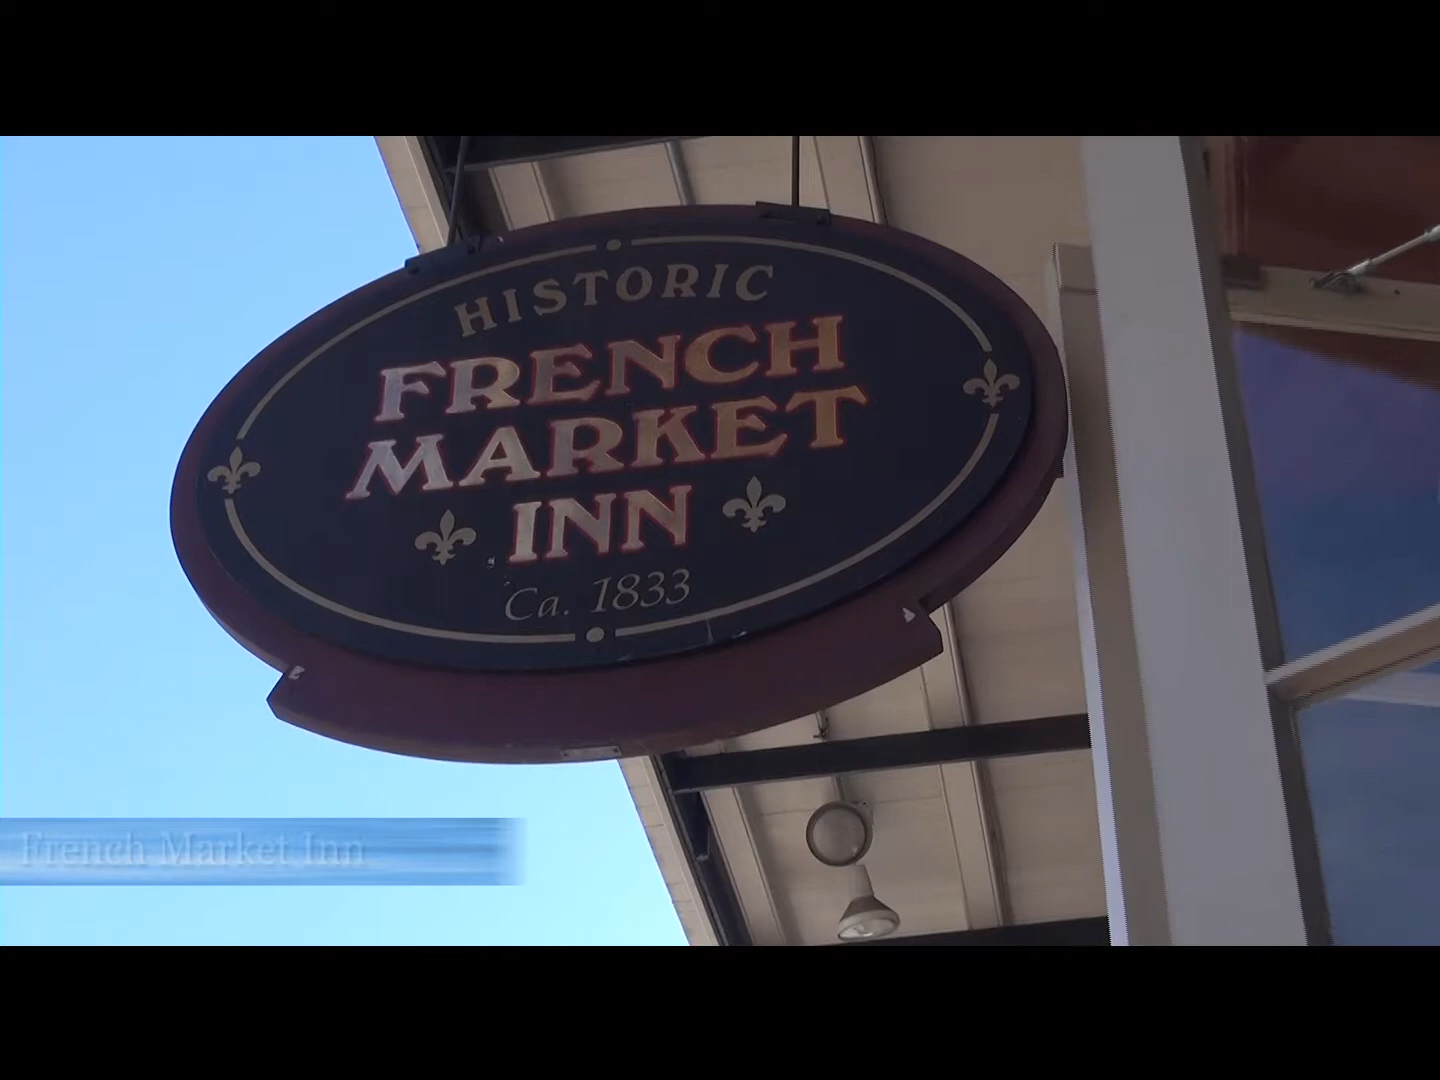 HISTORIC
FRENCH
MARKET
INN
Ca. 1833
French Market Inn